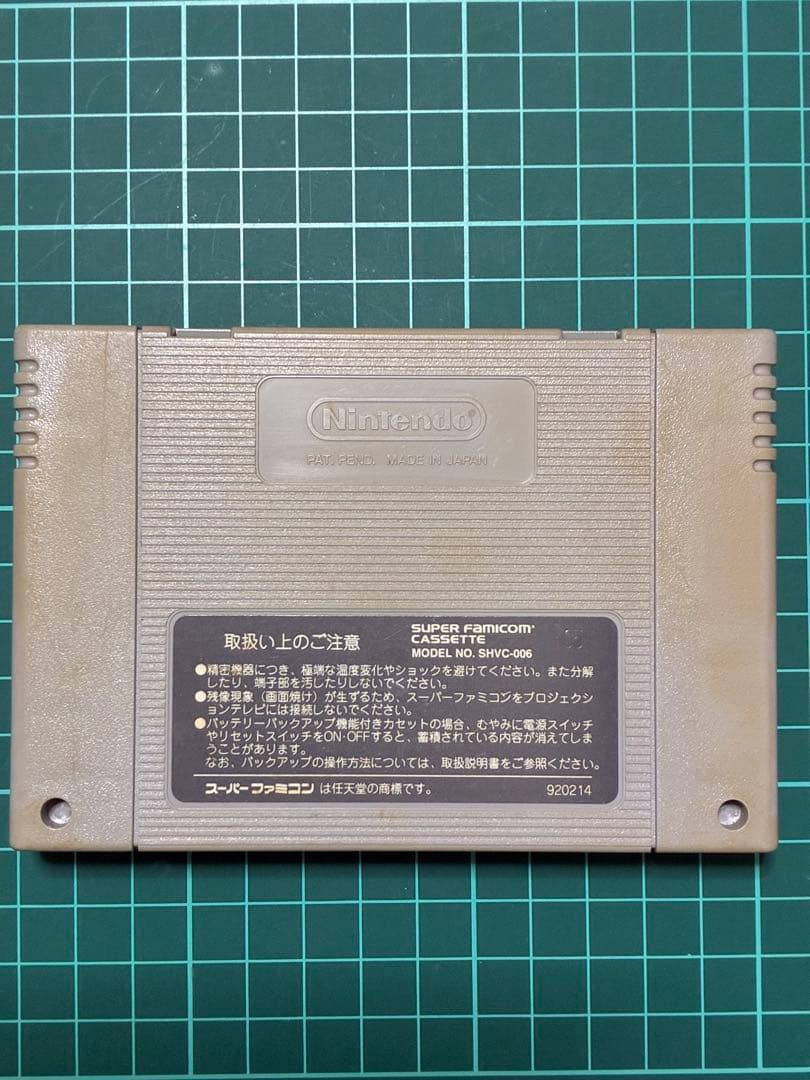 Nintendo®
PAT. PEND. MADE IN JAPAN
取扱い上のご注意
SUPER FAMICOM
CASSETTE
MODEL NO. SHVC-006
●精密機器につき、極端な温度変化やショックを避けてください。また分解
したり、端子部を汚したりしないでください。
●残像現象（画面焼け）が生ずるため、スーパーファミコンをプロジェクシ
ョンテレビには接続しないでください。
●バッテリーバックアップ機能付きカセットの場合、むやみに電源スイッチ
やリセットスイッチをON·OFFすると、蓄積されている内容が消えてしま
うことがあります。
なお、バックアップの操作方法については、取扱説明書をご参照ください。
スーパーファミコンは任天堂の商標です。
920214